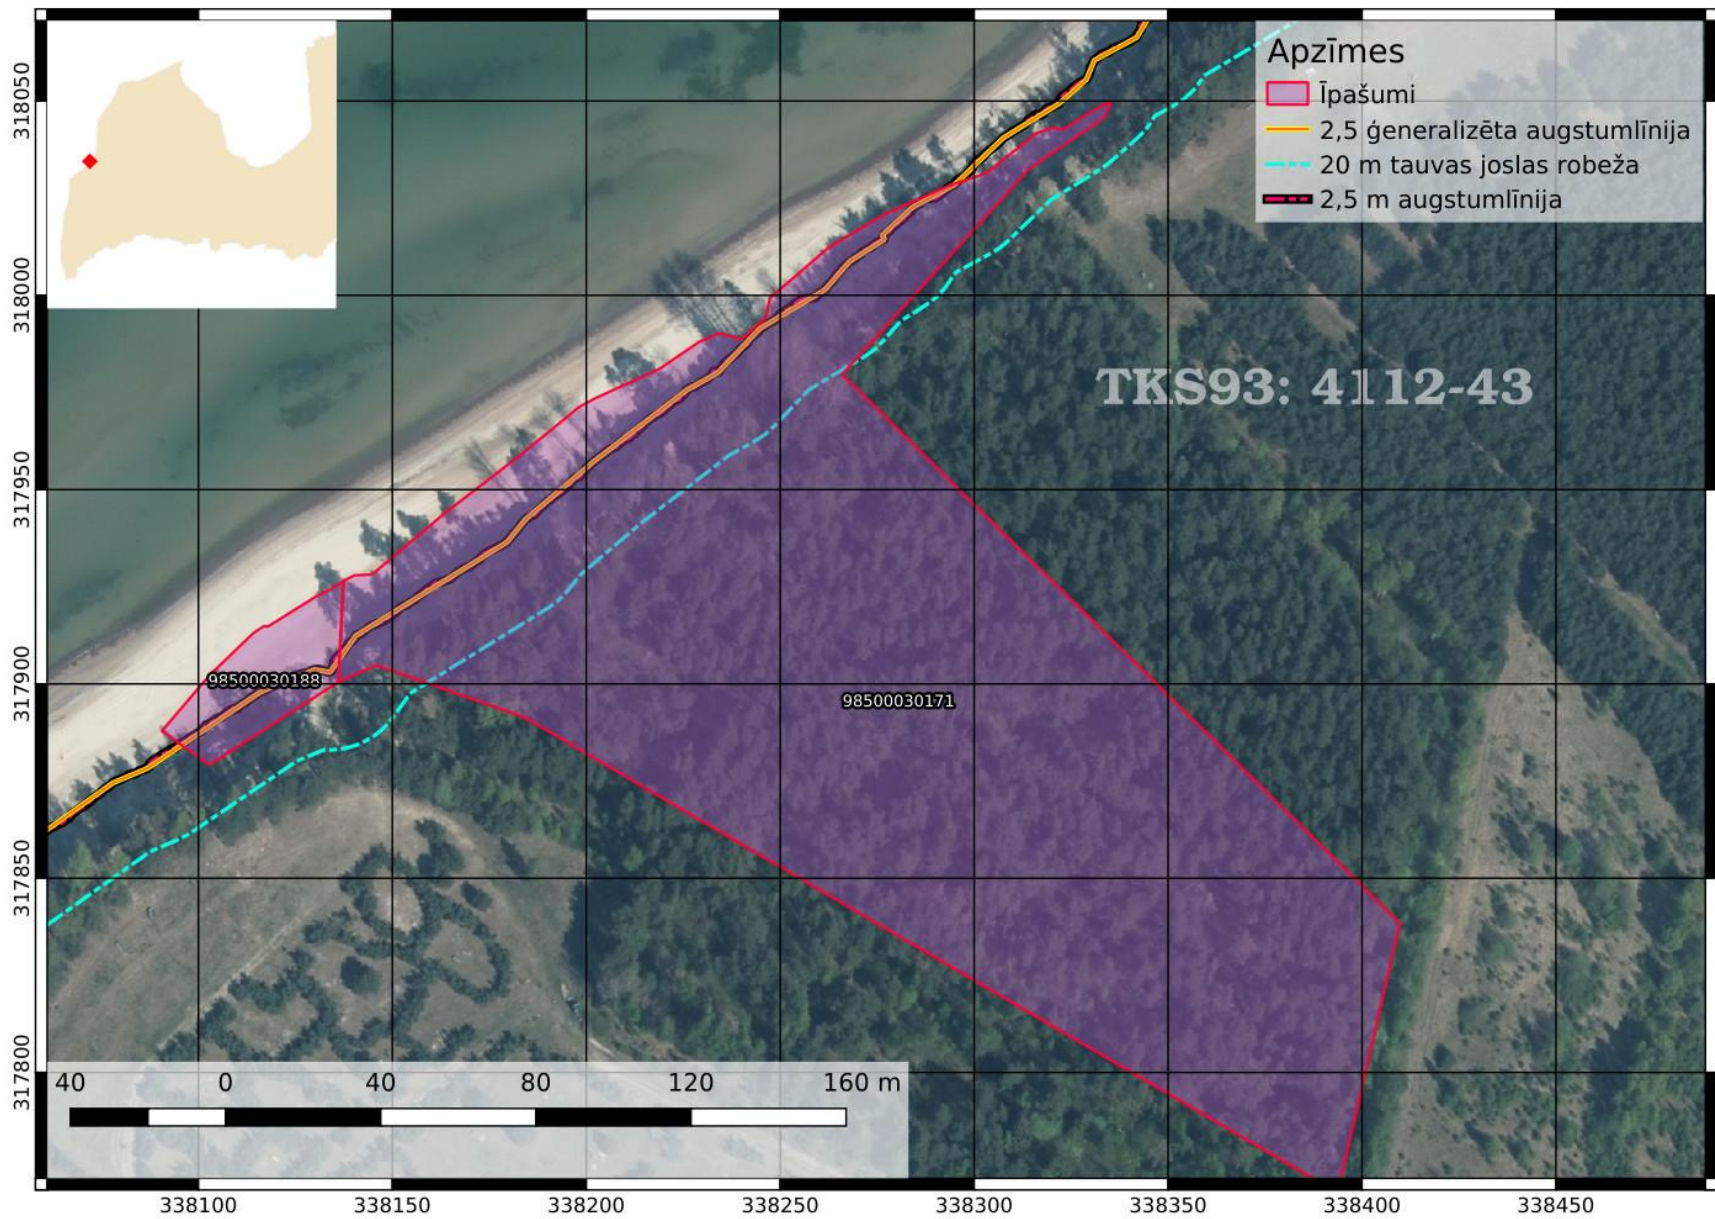 Apzīmes
Īpašumi
2,5 ģeneralizēta augstumlīnija
20 m tauvas joslas robeža
2,5 m augstumlīnija
TKS93: 4112-43
98500030188
98500030171
318050
318000
317950
317900
317850
317800
40 0 40 80 120 160 m
338100 338150 338200 338250 338300 338350 338400 338450